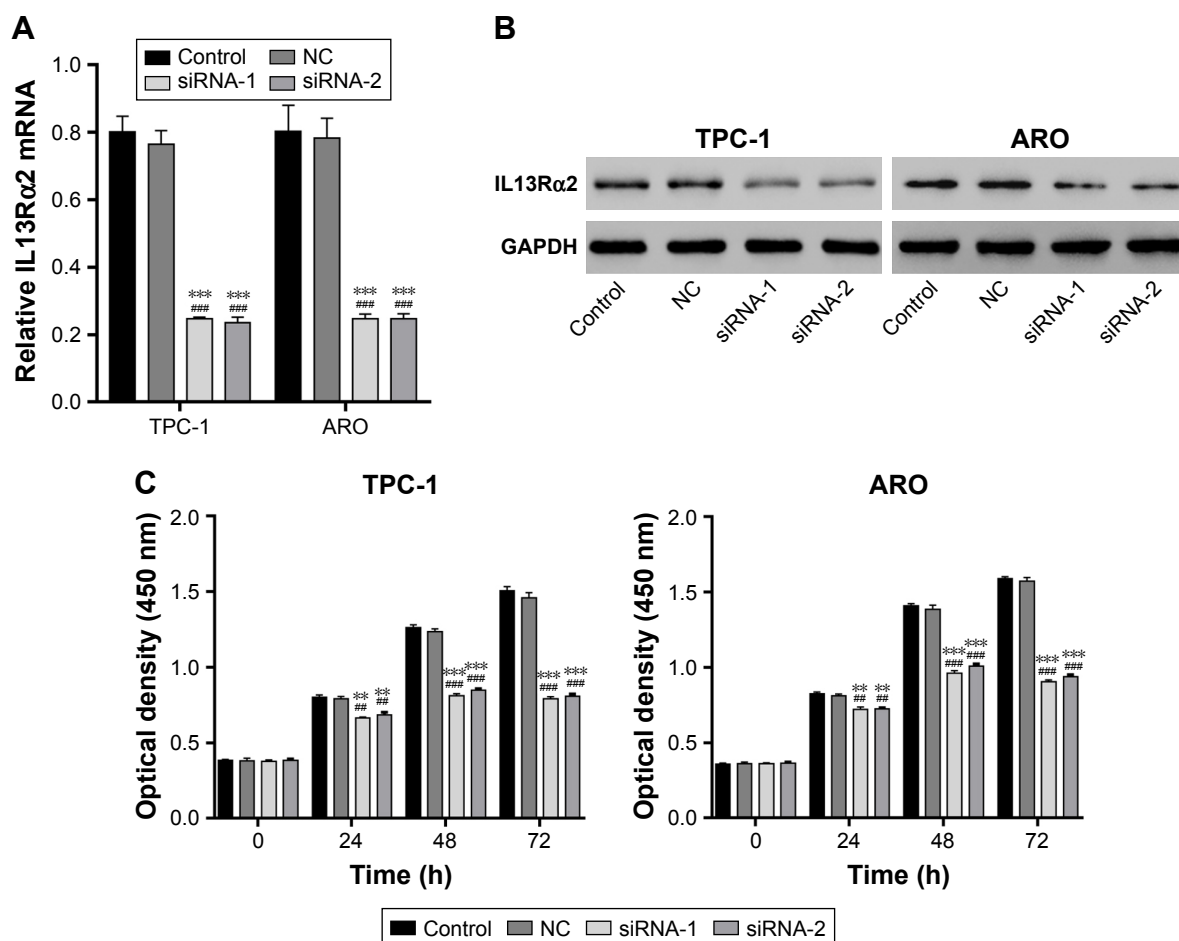 A
Control NC
siRNA-1 siRNA-2
Relative IL13Rα2 mRNA
1.0
0.8
0.6
0.4
0.2
0.0
*** ***
### ###
*** ***
### ###
TPC-1 ARO
B
TPC-1 ARO
IL13Rα2
GAPDH
Control NC siRNA-1 siRNA-2 Control NC siRNA-1 siRNA-2
C
TPC-1
Optical density (450 nm)
2.0
1.5
1.0
0.5
0.0
** **
## ##
*** ***
### ###
*** ***
### ###
0 24 48 72
Time (h)
ARO
Optical density (450 nm)
2.0
1.5
1.0
0.5
0.0
** **
## ##
*** ***
### ###
*** ***
### ###
0 24 48 72
Time (h)
Control NC siRNA-1 siRNA-2